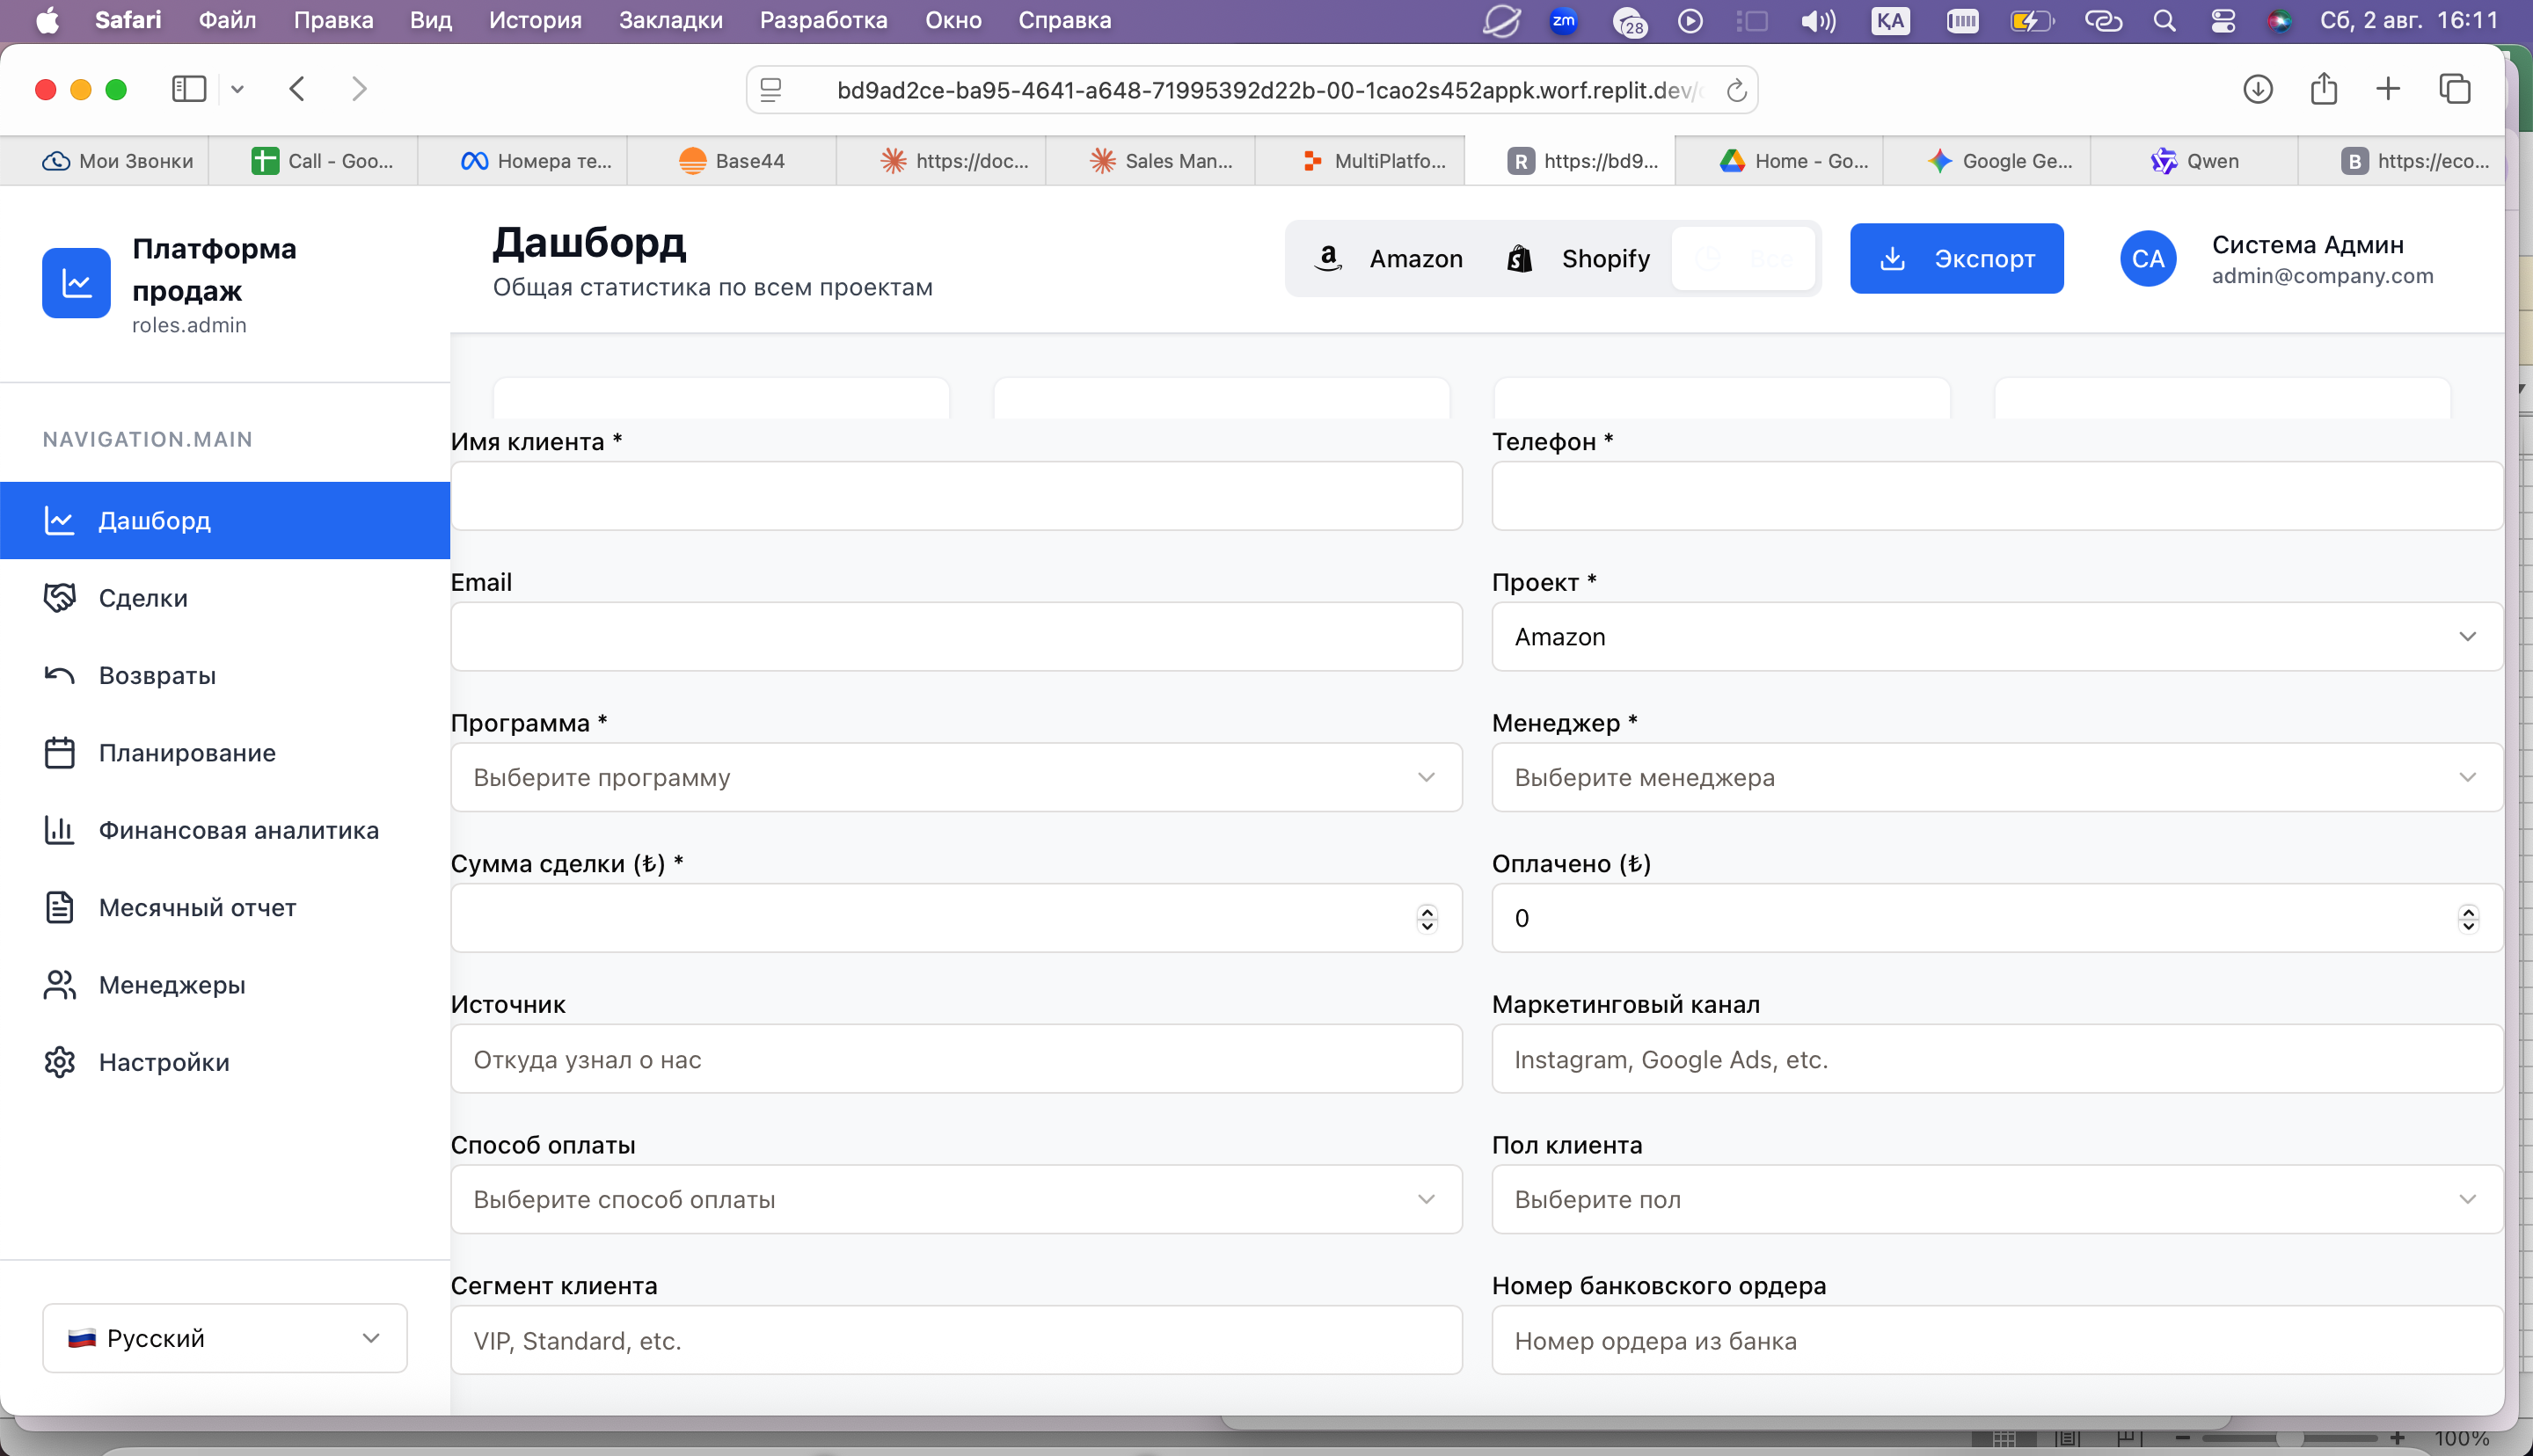 Safari Файл Правка Вид История Закладки Разработка Окно Справка
zm 28 ҚА Сб, 2 авг. 16:11
bd9ad2ce-ba95-4641-a648-71995392d22b-00-1cao2s452appk.worf.replit.dev/
Мои Звонки Call - Goo... Номера те... Base44 https://doc... Sales Man... MultiPlatfo... R https://bd9... Home - Go... Google Ge... Qwen B https://eco...
Платформа продаж
roles.admin
Дашборд
Общая статистика по всем проектам
Amazon Shopify Экспорт
СА Система Админ
admin@company.com
NAVIGATION.MAIN
Дашборд
Сделки
Возвраты
Планирование
Финансовая аналитика
Месячный отчет
Менеджеры
Настройки
Русский
Имя клиента * Телефон *
Email Проект *
Amazon
Программа * Менеджер *
Выберите программу Выберите менеджера
Сумма сделки (₺) * Оплачено (₺)
0
Источник Маркетинговый канал
Откуда узнал о нас Instagram, Google Ads, etc.
Способ оплаты Пол клиента
Выберите способ оплаты Выберите пол
Сегмент клиента Номер банковского ордера
VIP, Standard, etc. Номер ордера из банка
100%